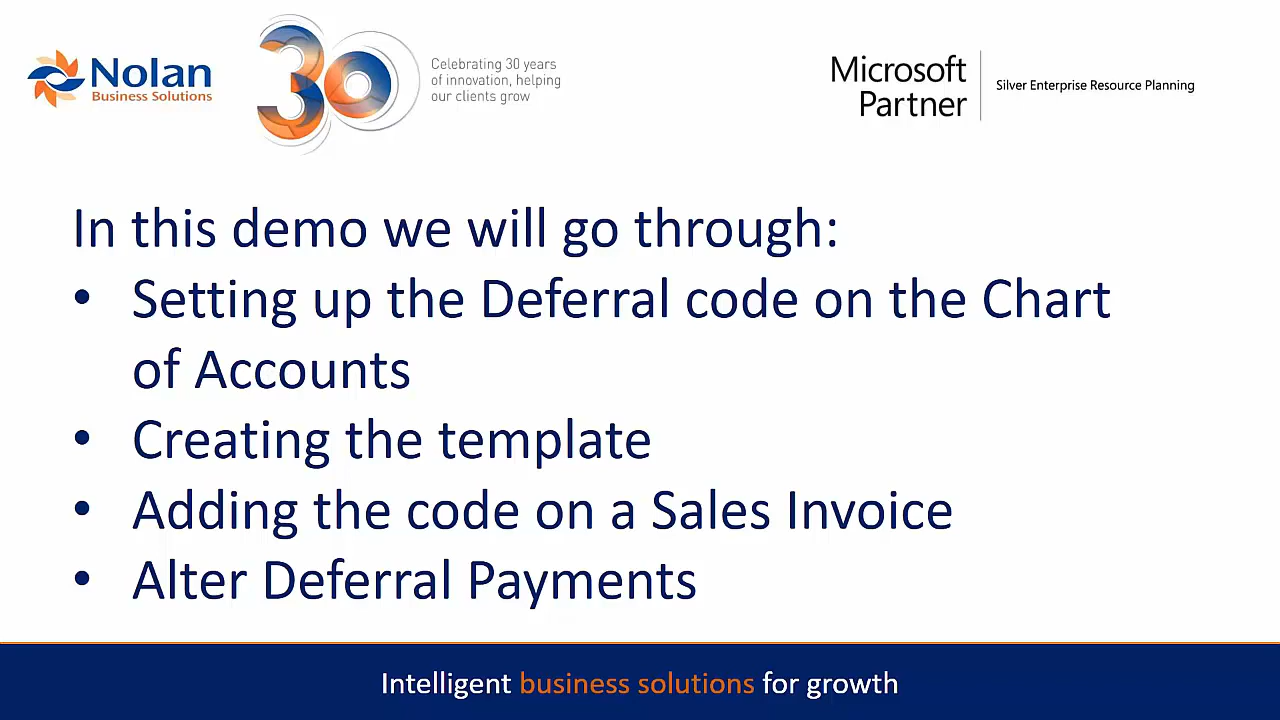 Nolan
Business Solutions
30
Celebrating 30 years
of innovation, helping
our clients grow
Microsoft
Partner
Silver Enterprise Resource Planning
In this demo we will go through:
• Setting up the Deferral code on the Chart
of Accounts
• Creating the template
• Adding the code on a Sales Invoice
• Alter Deferral Payments
Intelligent business solutions for growth